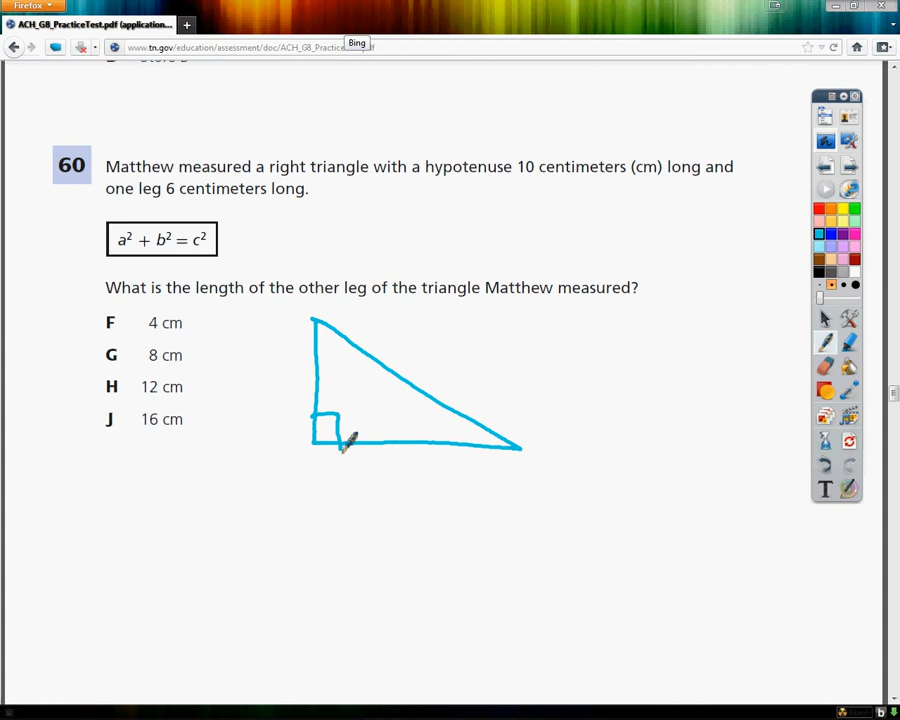 Firefox
ACH_G8_PracticeTest.pdf (application...
+
www.tn.gov/education/assessment/doc/ACH_G8_Practice
Bing
60
Matthew measured a right triangle with a hypotenuse 10 centimeters (cm) long and
one leg 6 centimeters long.
a² + b² = c²
What is the length of the other leg of the triangle Matthew measured?
F 4 cm
G 8 cm
H 12 cm
J 16 cm
T